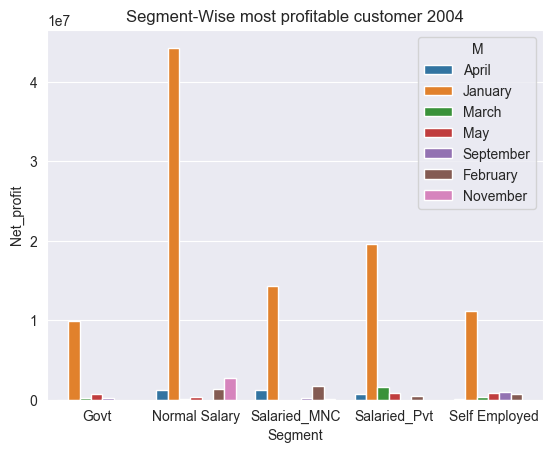 Segment-Wise most profitable customer 2004
1e7
M
April
January
March
May
September
February
November
4
3
2
1
0
Net_profit
Govt
Normal Salary
Salaried_MNC
Salaried_Pvt
Self Employed
Segment